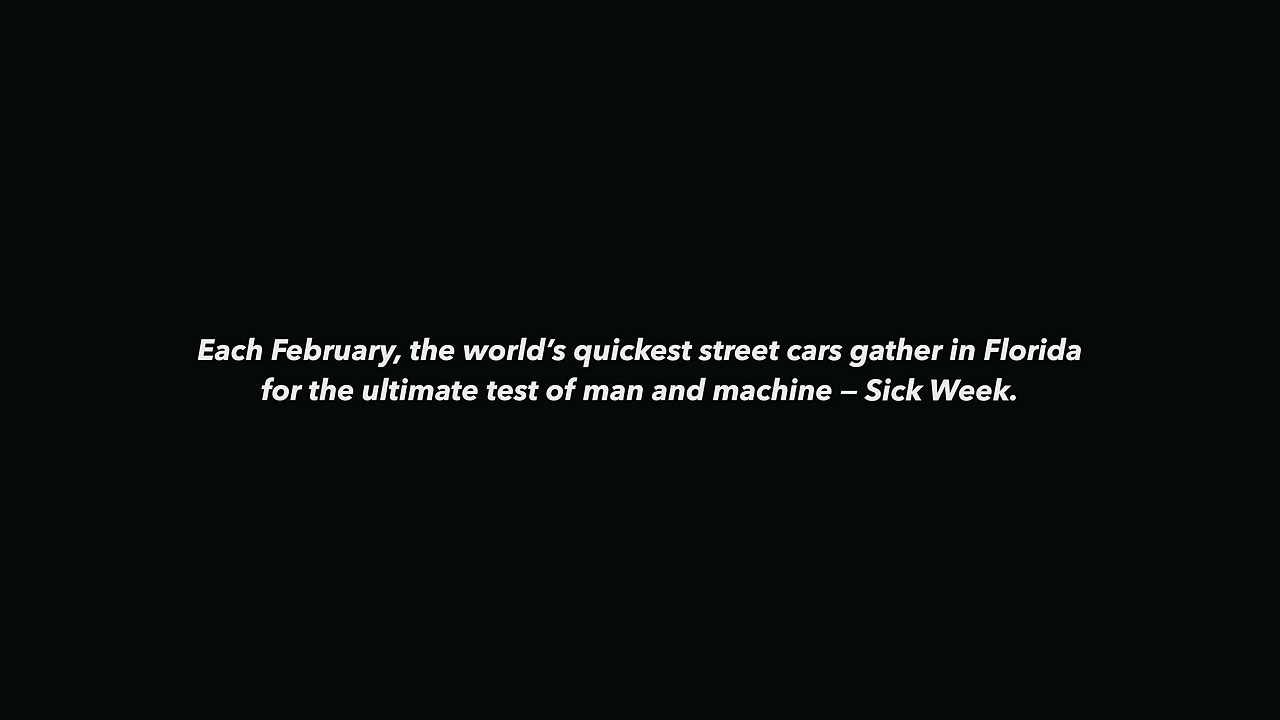 Each February, the world’s quickest street cars gather in Florida
for the ultimate test of man and machine – Sick Week.